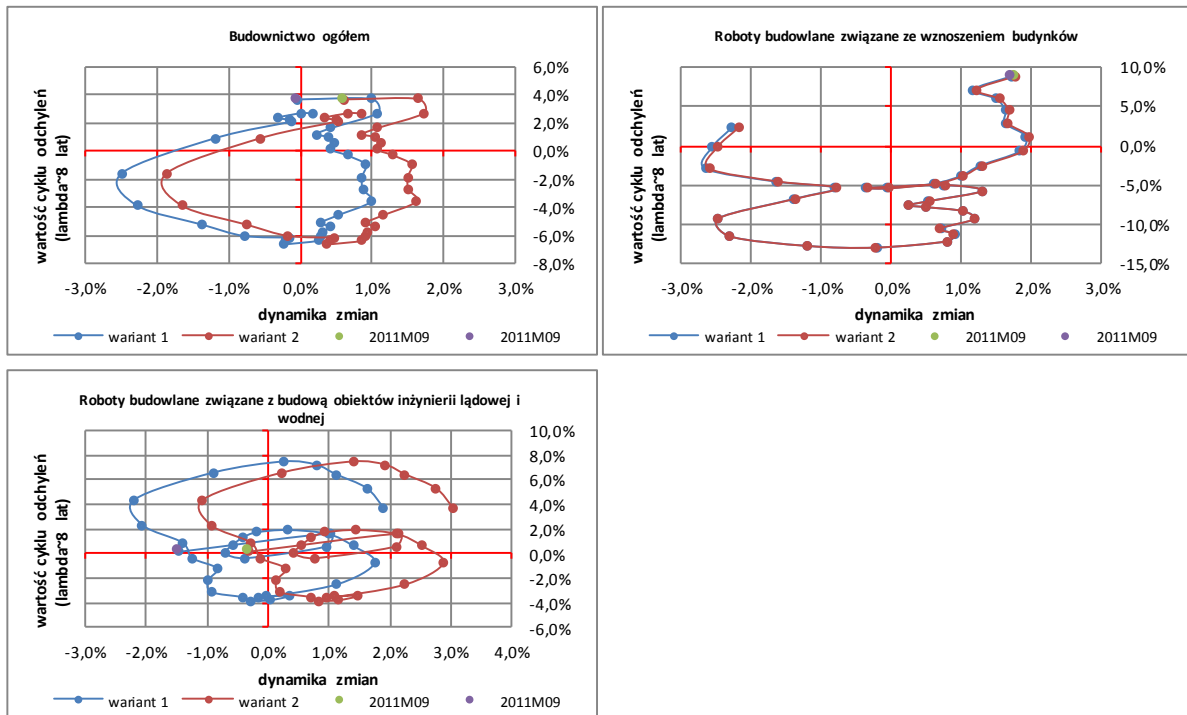 Budownictwo ogółem
6,0%
4,0%
2,0%
0,0%
-2,0%
-4,0%
-6,0%
-8,0%
wartość cyklu odchyleń
(lambda~8 lat)
-3,0% -2,0% -1,0% 0,0% 1,0% 2,0% 3,0%
dynamika zmian
wariant 1 wariant 2 2011M09 2011M09
Roboty budowlane związane ze wznoszeniem budynków
10,0%
5,0%
0,0%
-5,0%
-10,0%
-15,0%
wartość cyklu odchyleń
(lambda~8 lat)
-3,0% -2,0% -1,0% 0,0% 1,0% 2,0% 3,0%
dynamika zmian
wariant 1 wariant 2 2011M09 2011M09
Roboty budowlane związane z budową obiektów inżynierii lądowej i
wodnej
10,0%
8,0%
6,0%
4,0%
2,0%
0,0%
-2,0%
-4,0%
-6,0%
wartość cyklu odchyleń
(lambda~8 lat)
-3,0% -2,0% -1,0% 0,0% 1,0% 2,0% 3,0% 4,0%
dynamika zmian
wariant 1 wariant 2 2011M09 2011M09